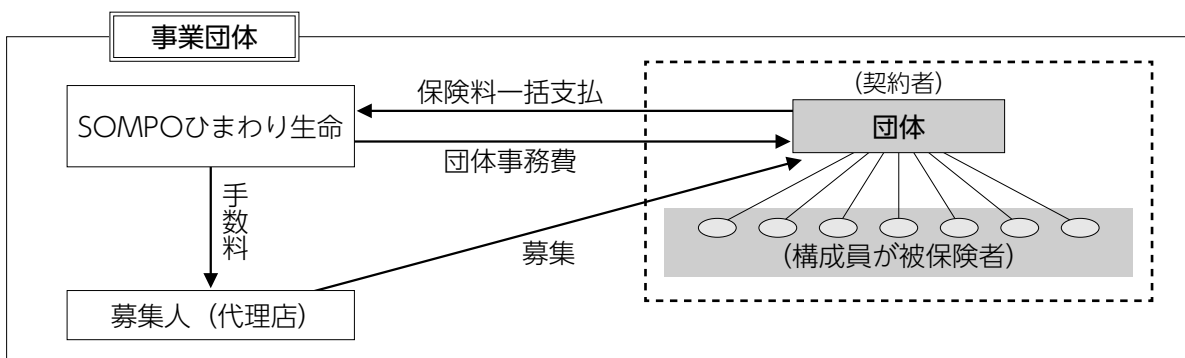 事業団体
SOMPOひまわり生命
保険料一括支払
団体事務費
(契約者)
団体
手数料
募集
(構成員が被保険者)
募集人（代理店）